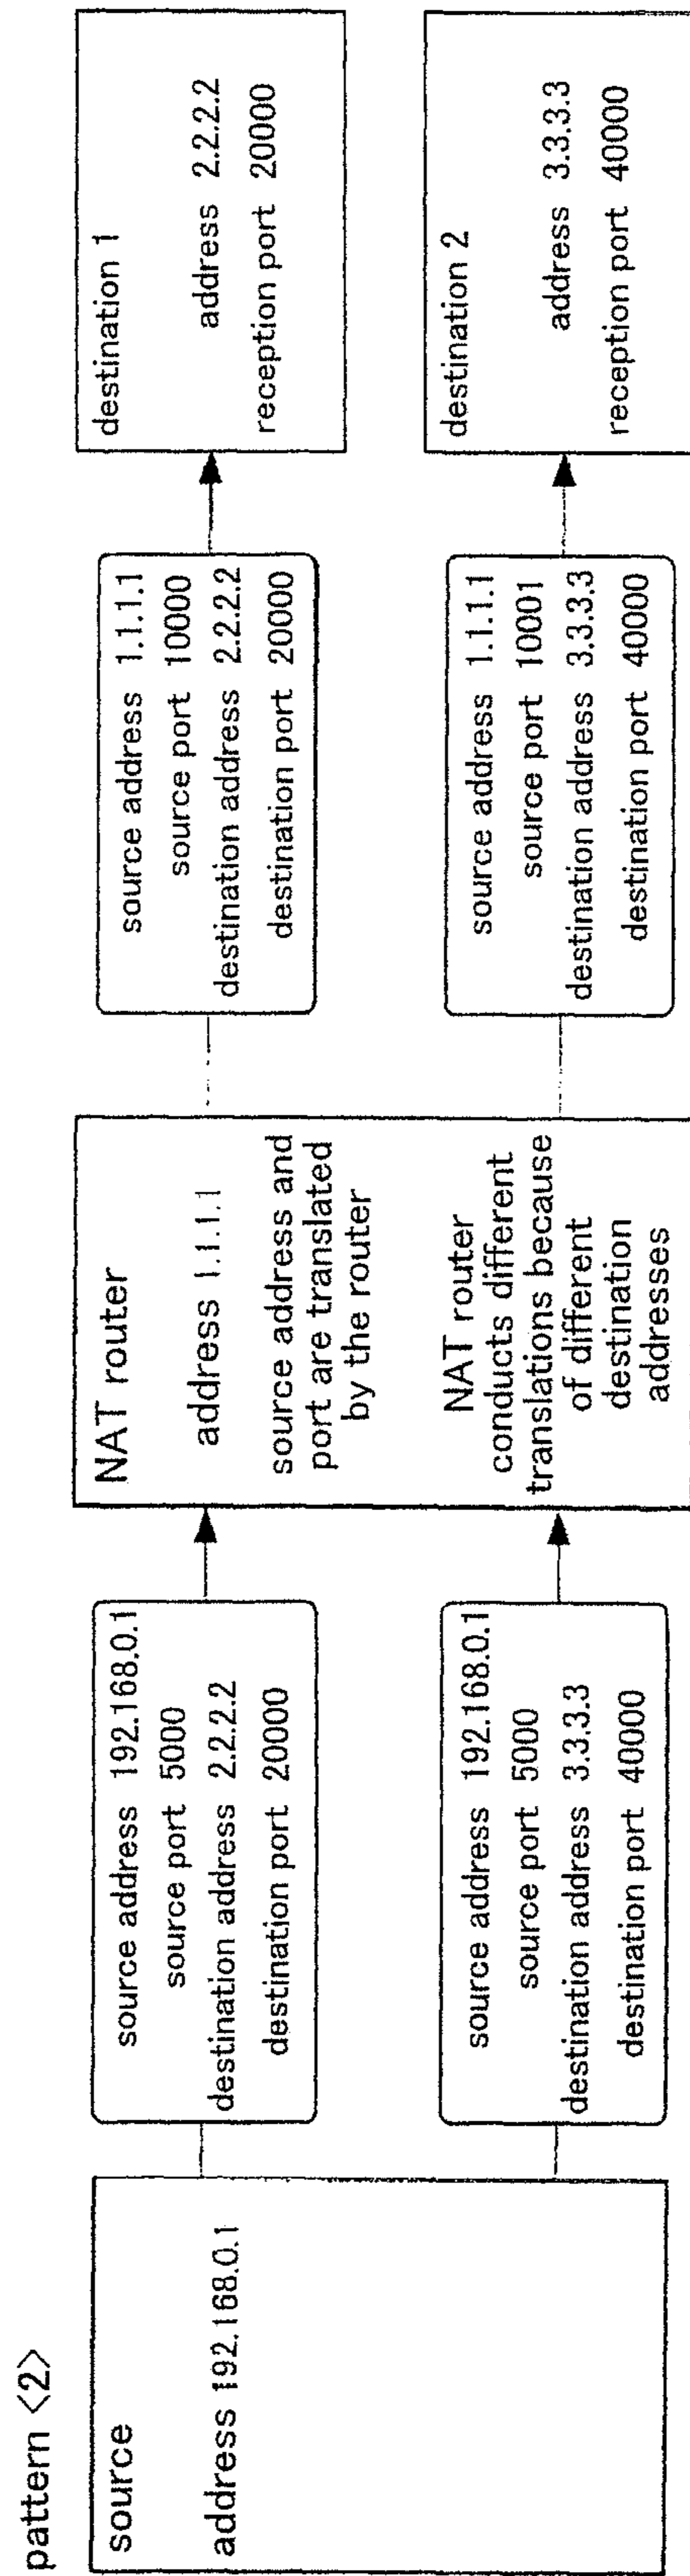 pattern <2>
source
address 192.168.0.1
source address 192.168.0.1
source port 5000
destination address 2.2.2.2
destination port 20000
source address 192.168.0.1
source port 5000
destination address 3.3.3.3
destination port 40000
NAT router
address 1.1.1.1
source address and
port are translated
by the router
NAT router
conducts different
translations because
of different
destination
addresses
source address 1.1.1.1
source port 10000
destination address 2.2.2.2
destination port 20000
source address 1.1.1.1
source port 10001
destination address 3.3.3.3
destination port 40000
destination 1
address 2.2.2.2
reception port 20000
destination 2
address 3.3.3.3
reception port 40000